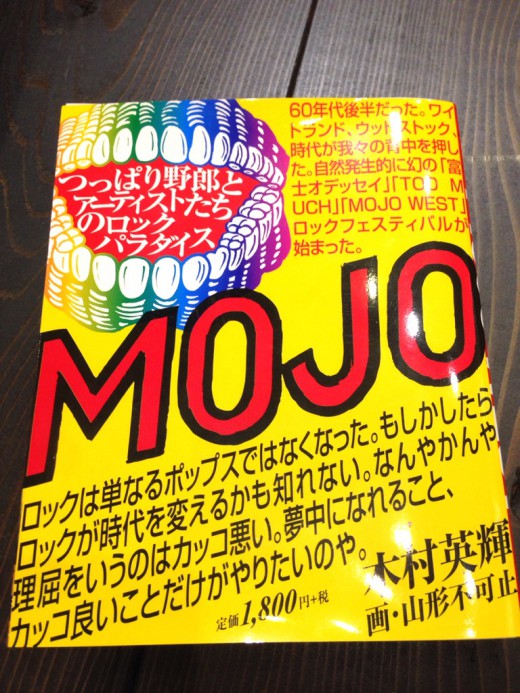 60年代後半だった。ワイ
トランド、ウッドストック、
時代が我々の背中を押し
た。自然発生的に幻の「富
士オデッセイ」「TOO M
UCH」「MOJO WEST」
ロックフェスティバルが
始まった。
つっぱり野郎と
アーティストたち
のロック
パラダイス
MOJO
ロックは単なるポップスではなくなった。もしかしたら
ロックが時代を変えるかも知れない。なんやかんや
理屈をいうのはカッコ悪い。夢中になれること、
カッコ良いことだけがやりたいのや。
木村英輝
画・山形不可止
定価1,800円+税